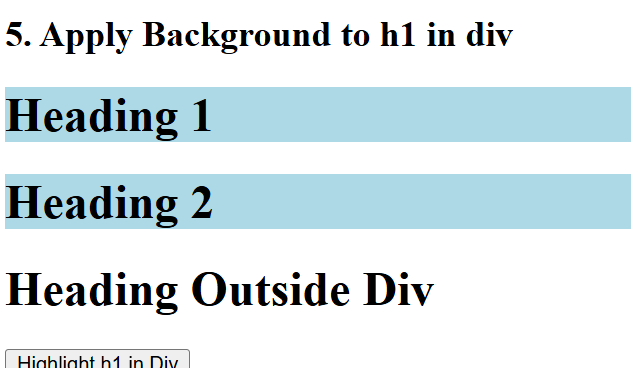 5. Apply Background to h1 in div
Heading 1
Heading 2
Heading Outside Div
Highlight h1 in Div